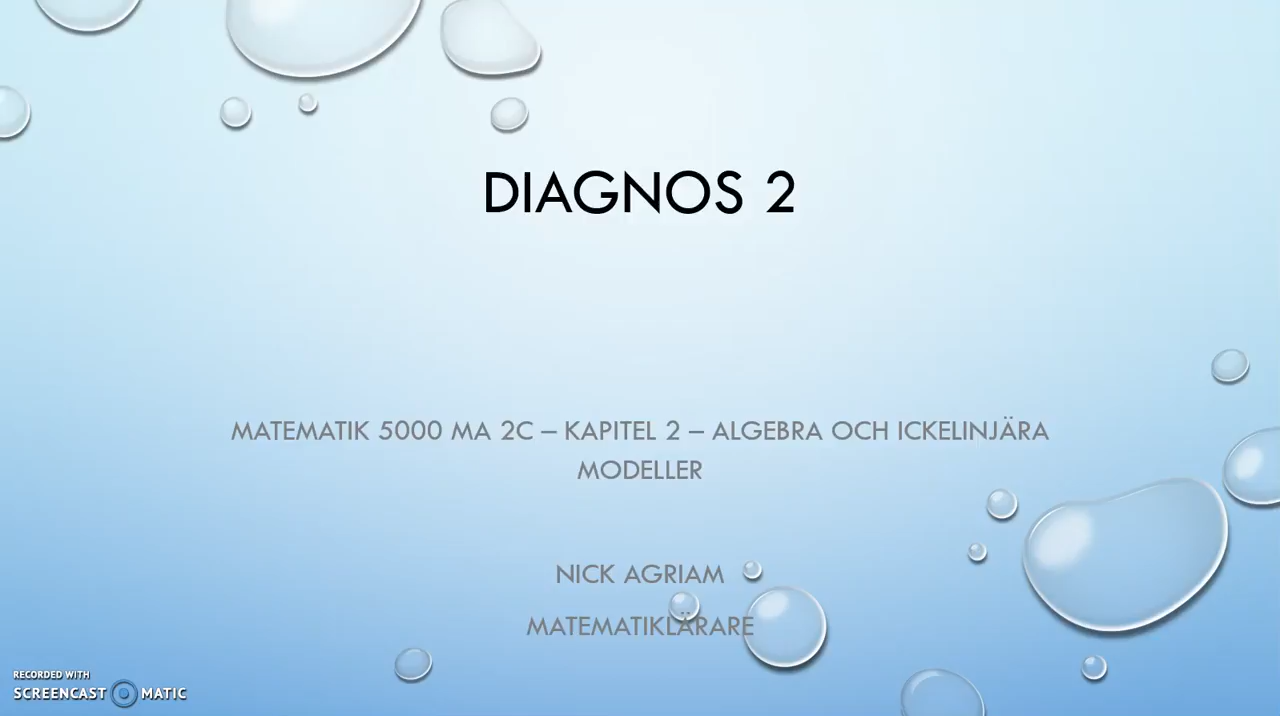 DIAGNOS 2
MATEMATIK 5000 MA 2C – KAPITEL 2 – ALGEBRA OCH ICKELINJÄRA
MODELLER
NICK AGRIAM
MATEMATIKLÄRARE
RECORDED WITH
SCREENCAST MATIC